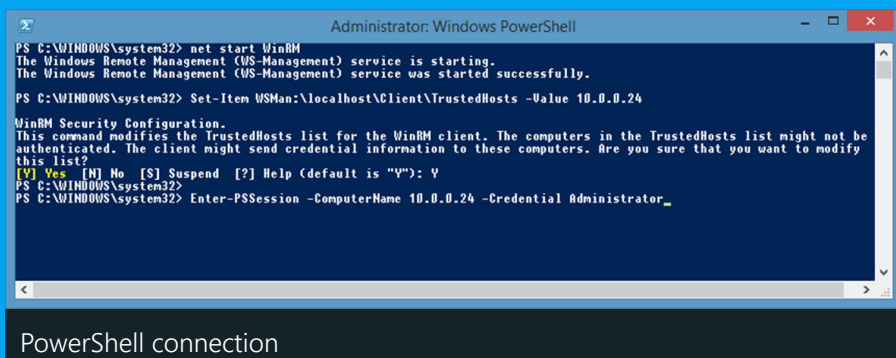 Administrator: Windows PowerShell
PS C:\WINDOWS\system32> net start WinRM
The Windows Remote Management (WS-Management) service is starting.
The Windows Remote Management (WS-Management) service was started successfully.
PS C:\WINDOWS\system32> Set-Item WSMan:\localhost\Client\TrustedHosts -Value 10.0.0.24
WinRM Security Configuration.
This command modifies the TrustedHosts list for the WinRM client. The computers in the TrustedHosts list might not be
authenticated. The client might send credential information to these computers. Are you sure that you want to modify
this list?
[Y] Yes  [N] No  [S] Suspend  [?] Help (default is "Y"): Y
PS C:\WINDOWS\system32>
PS C:\WINDOWS\system32> Enter-PSSession -ComputerName 10.0.0.24 -Credential Administrator_
PowerShell connection